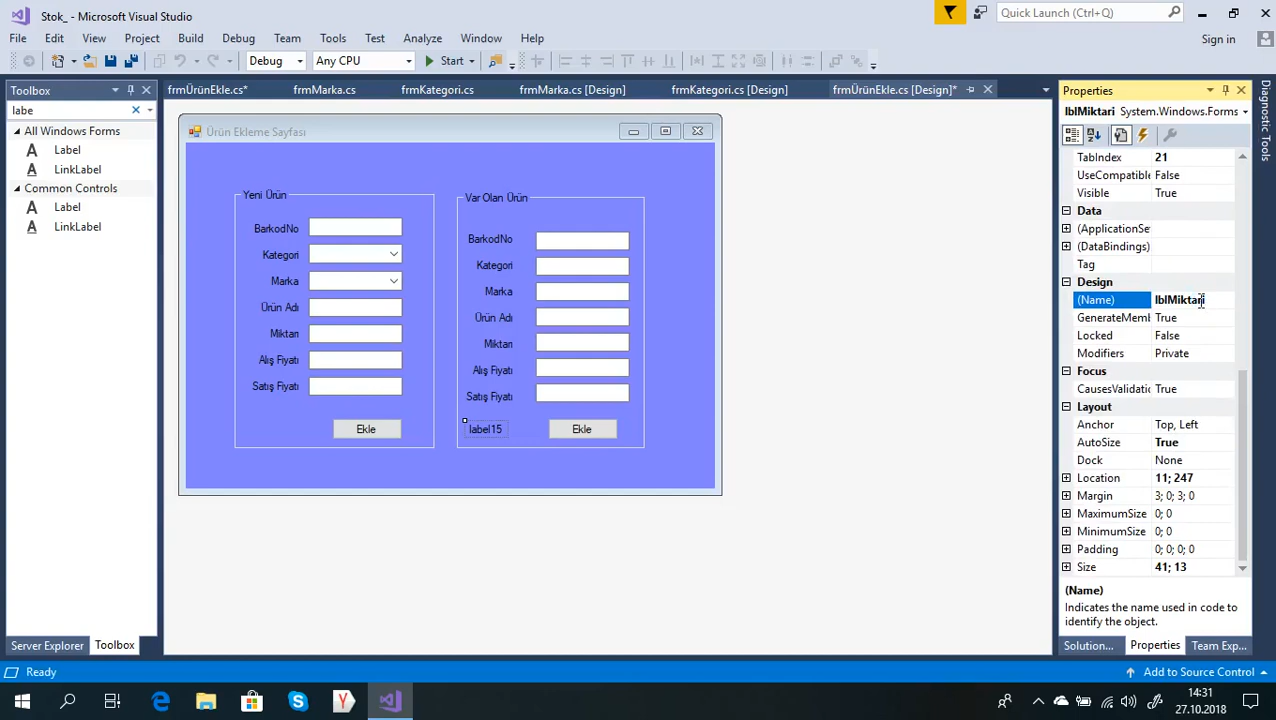 Stok_ - Microsoft Visual Studio
Quick Launch (Ctrl+Q)
File Edit View Project Build Debug Team Tools Test Analyze Window Help
Sign in
Debug Any CPU Start
Toolbox
frmÜrünEkle.cs* frmMarka.cs frmKategori.cs frmMarka.cs [Design] frmKategori.cs [Design] frmÜrünEkle.cs [Design]*
Properties
labe
lblMiktari System.Windows.Forms
All Windows Forms
Label
LinkLabel
Common Controls
Label
LinkLabel
Ürün Ekleme Sayfası
Yeni Ürün
BarkodNo
Kategori
Marka
Ürün Adı
Miktarı
Alış Fiyatı
Satış Fiyatı
Ekle
Var Olan Ürün
BarkodNo
Kategori
Marka
Ürün Adı
Miktarı
Alış Fiyatı
Satış Fiyatı
label15 Ekle
TabIndex 21
UseCompatible False
Visible True
Data
(ApplicationSe
(DataBindings)
Tag
Design
(Name) lblMiktari
GenerateMemb True
Locked False
Modifiers Private
Focus
CausesValidatio True
Layout
Anchor Top, Left
AutoSize True
Dock None
Location 11; 247
Margin 3; 0; 3; 0
MaximumSize 0; 0
MinimumSize 0; 0
Padding 0; 0; 0; 0
Size 41; 13
(Name)
Indicates the name used in code to
identify the object.
Diagnostic Tools
Server Explorer Toolbox
Solution... Properties Team Exp...
Ready
Add to Source Control
14:31
27.10.2018